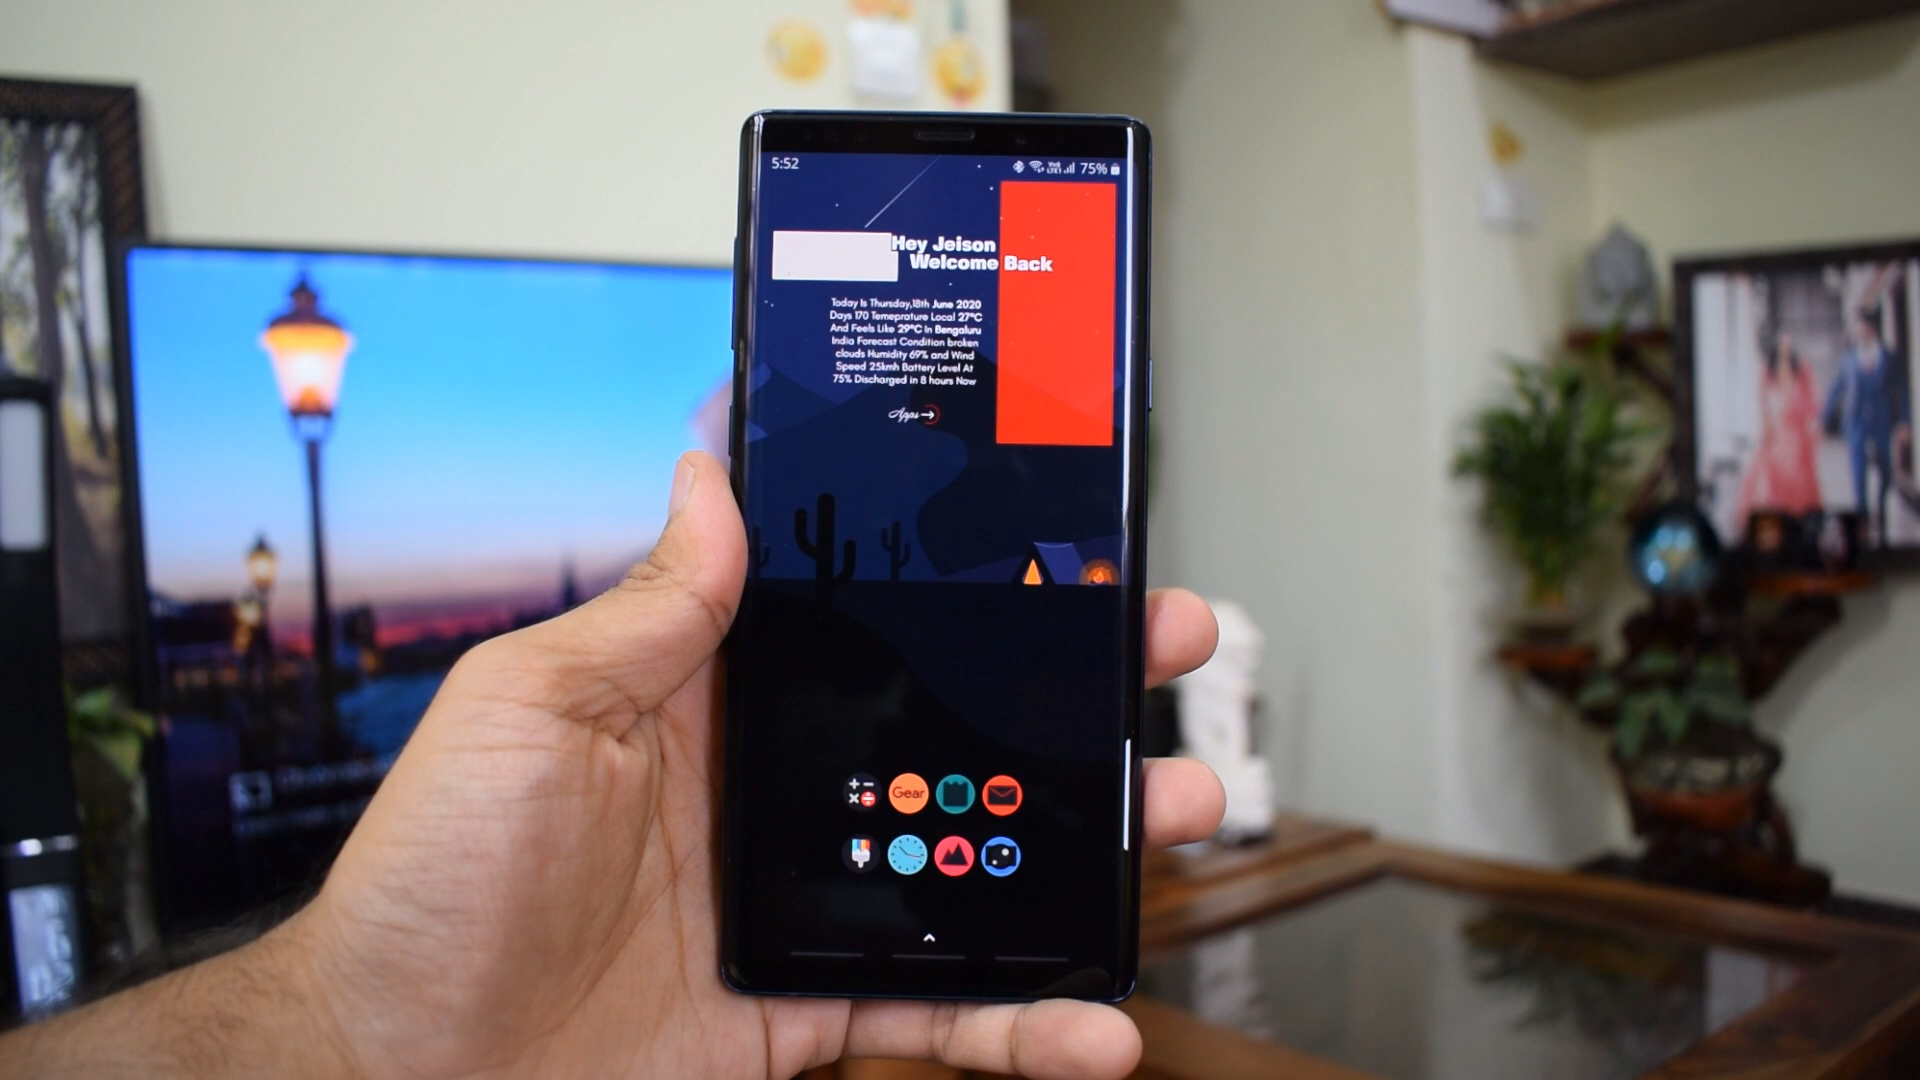 5:52
75%
Hey Jeison
Welcome Back
Today Is Thursday,18th June 2020
Days 170 Temeprature Local 27°C
And Feels Like 29°C In Bengaluru
India Forecast Condition broken
clouds Humidity 69% and Wind
Speed 25kmh Battery Level At
75% Discharged in 8 hours Now
Apps
Gear